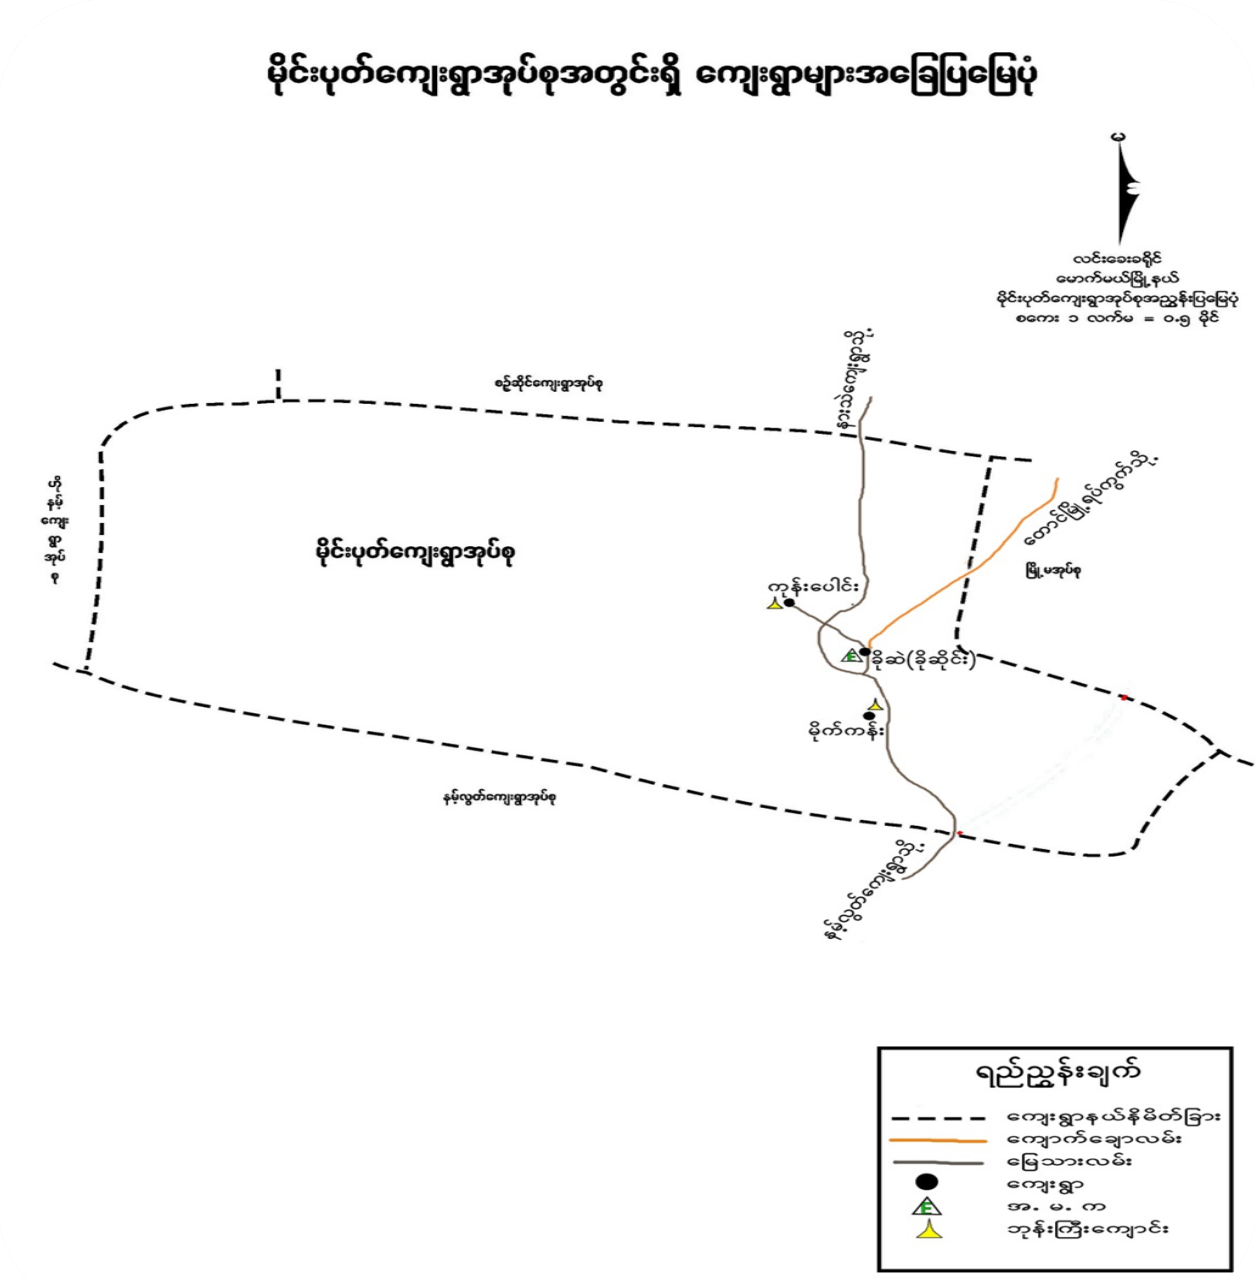 မိုင်းပုတ်ကျေးရွာအုပ်စုအတွင်းရှိ ကျေးရွာများအခြေပြမြေပုံ
မ
လင်းခေးခရိုင်
မောက်မယ်မြို့နယ်
မိုင်းပုတ်ကျေးရွာအုပ်စုအညွှန်းပြမြေပုံ
စကေး ၁ လက်မ = ၀.၅ မိုင်
နားသဲကျေးရွာသို့
စဉ်ဆိုင်ကျေးရွာအုပ်စု
တောင်မြို့ရပ်ကွက်သို့
ဟိုနမ့်ကျေးရွာအုပ်စု
မိုင်းပုတ်ကျေးရွာအုပ်စု
မြို့မအုပ်စု
ကုန်းပေါင်း
E
ခိုဆဲ(ခိုဆိုင်း)
မိုက်ကန်း
နမ့်လွတ်ကျေးရွာအုပ်စု
နမ့်လွတ်ကျေးရွာသို့
ရည်ညွှန်းချက်
ကျေးရွာနယ်နိမိတ်ခြား
ကျောက်ချောလမ်း
မြေသားလမ်း
ကျေးရွာ
E အ. မ. က
ဘုန်းကြီးကျောင်း